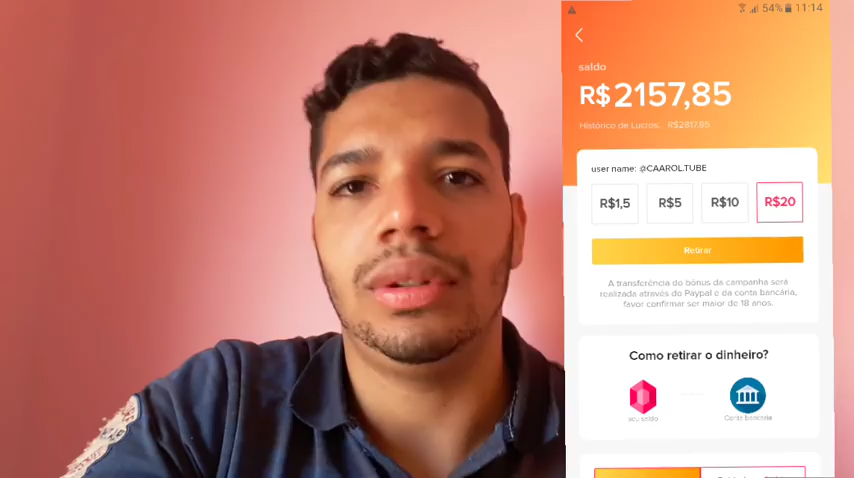 54% 11:14
saldo
R$2157,85
Histórico de Lucros: R$2817,85
user name: @CAAROL.TUBE
R$1,5
R$5
R$10
R$20
Retirar
A transferência do bônus da campanha será
realizada através do Paypal e da conta bancária,
favor confirmar ser maior de 18 anos.
Como retirar o dinheiro?
seu saldo
Conta bancária